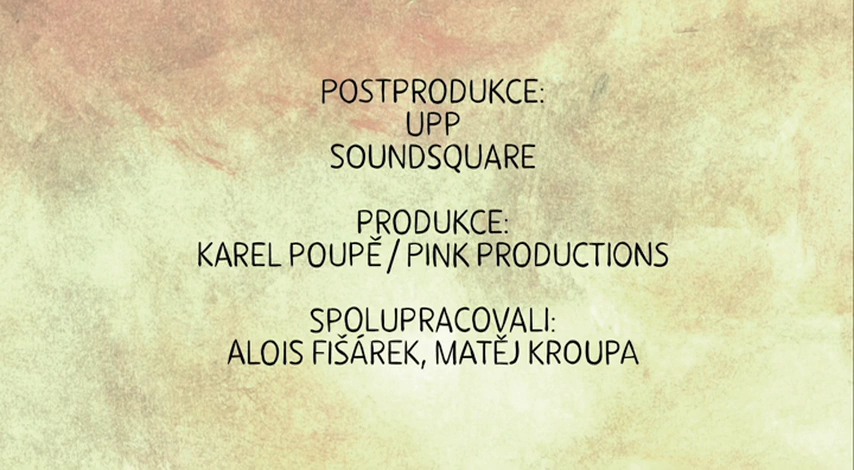 POSTPRODUKCE:
UPP
SOUNDSQUARE
PRODUKCE:
KAREL POUPĚ / PINK PRODUCTIONS
SPOLUPRACOVALI:
ALOIS FIŠÁREK, MATĚJ KROUPA